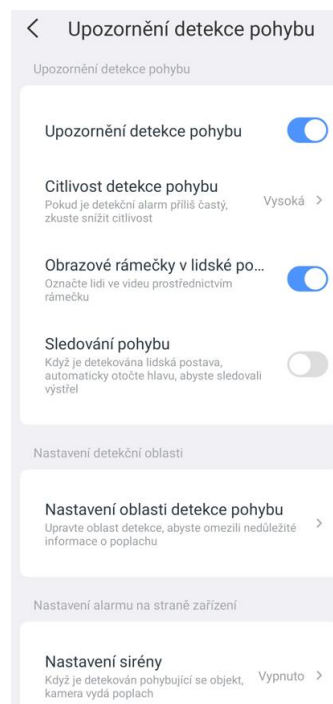 Upozornění detekce pohybu
Upozornění detekce pohybu
Upozornění detekce pohybu
Citlivost detekce pohybu
Pokud je detekční alarm příliš častý,
zkuste snížit citlivost
Vysoká
Obrazové rámečky v lidské po...
Označte lidi ve videu prostřednictvím
rámečku
Sledování pohybu
Když je detekována lidská postava,
automaticky otočte hlavu, abyste sledovali
výstřel
Nastavení detekční oblasti
Nastavení oblasti detekce pohybu
Upravte oblast detekce, abyste omezili nedůležité
informace o poplachu
Nastavení alarmu na straně zařízení
Nastavení sirény
Když je detekován pohybující se objekt,
kamera vydá poplach
Vypnuto